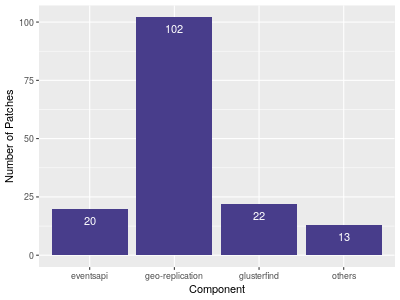 Number of Patches
100
75
50
25
0
102
20
22
13
eventsapi
geo-replication
glusterfind
others
Component